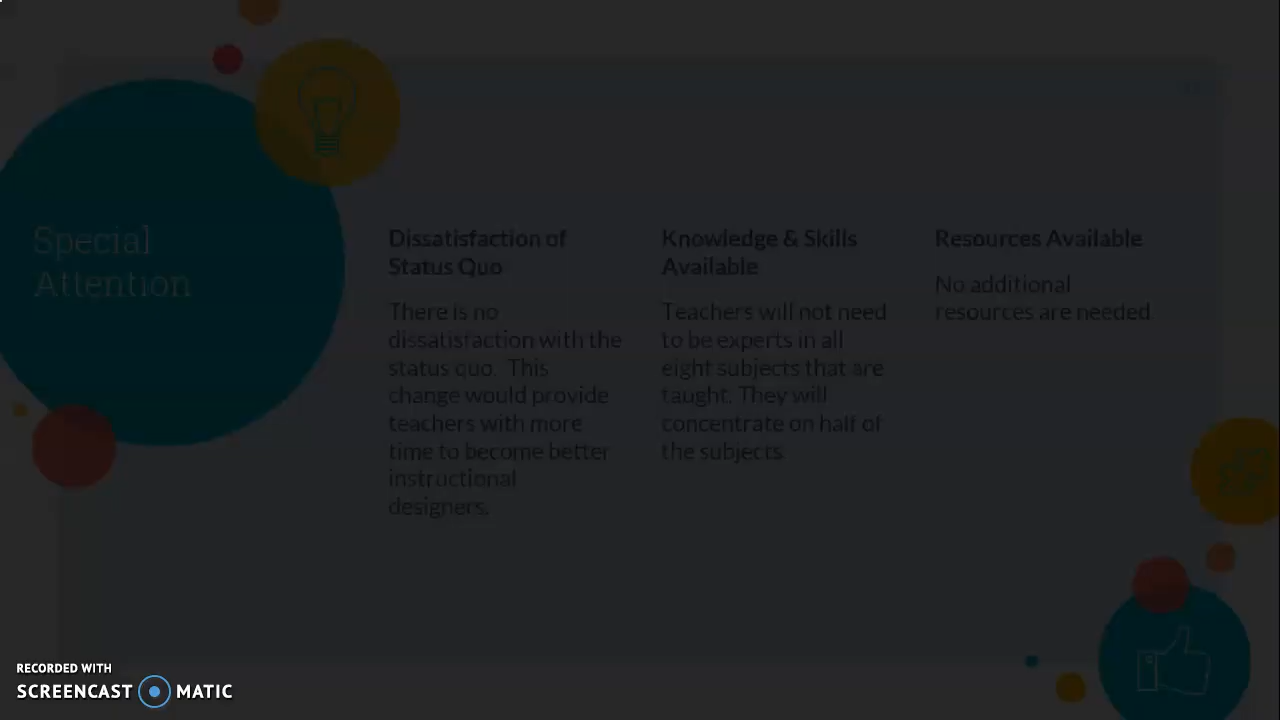 Special
Attention
Dissatisfaction of
Status Quo
There is no
dissatisfaction with the
status quo. This
change would provide
teachers with more
time to become better
instructional
designers.
Knowledge & Skills
Available
Teachers will not need
to be experts in all
eight subjects that are
taught. They will
concentrate on half of
the subjects
Resources Available
No additional
resources are needed
RECORDED WITH
SCREENCAST MATIC